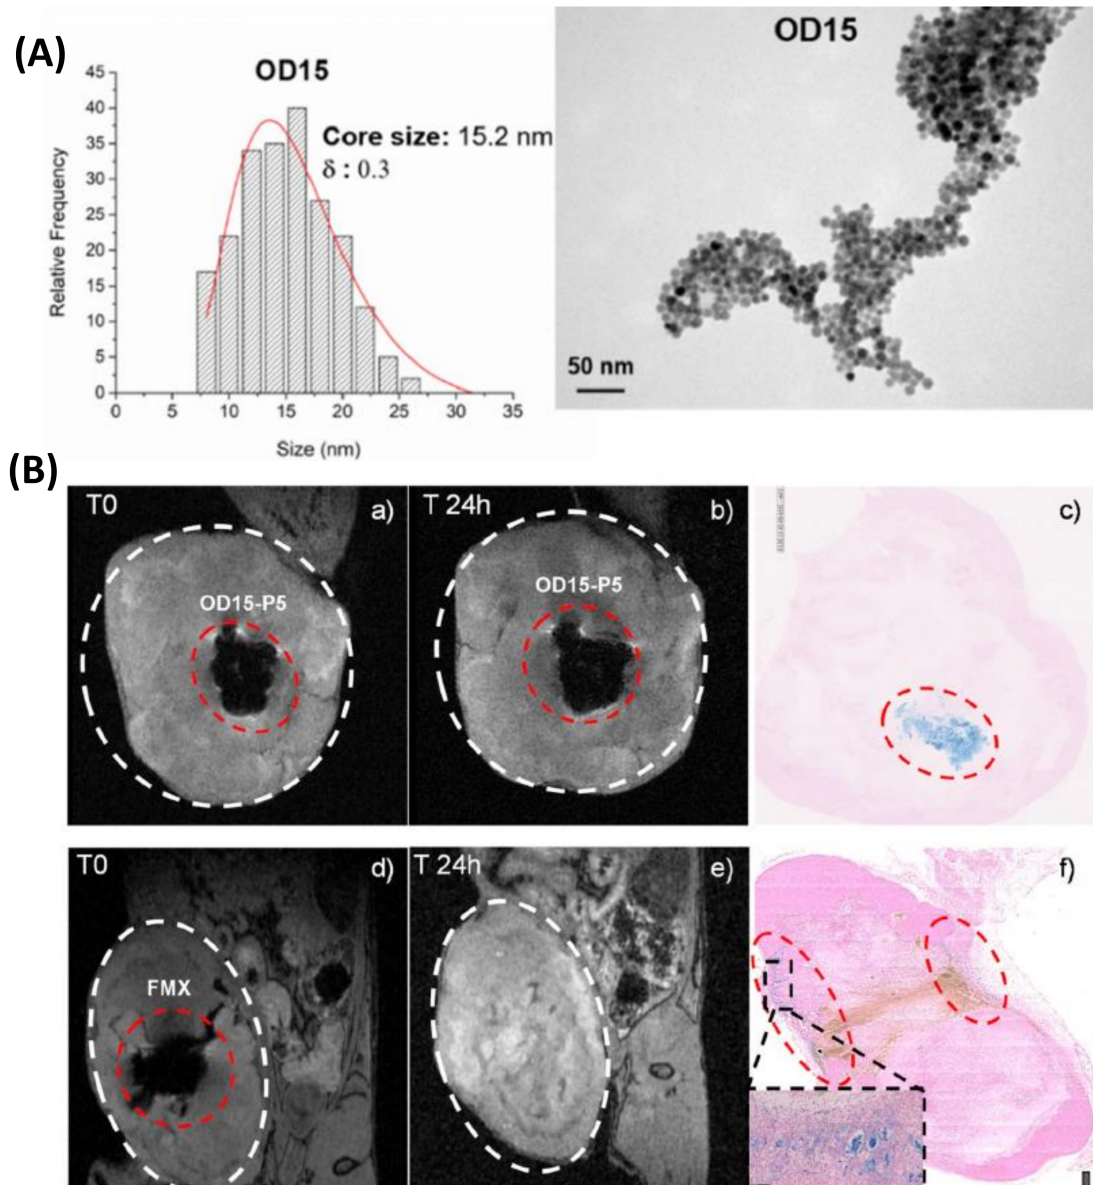 (A)
OD15
Core size: 15.2 nm
δ : 0.3
Relative Frequency
45
40
35
30
25
20
15
10
5
0
0 5 10 15 20 25 30 35
Size (nm)
OD15
50 nm
(B)
T0
a)
OD15-P5
T 24h
b)
OD15-P5
c)
T0
d)
FMX
T 24h
e)
f)